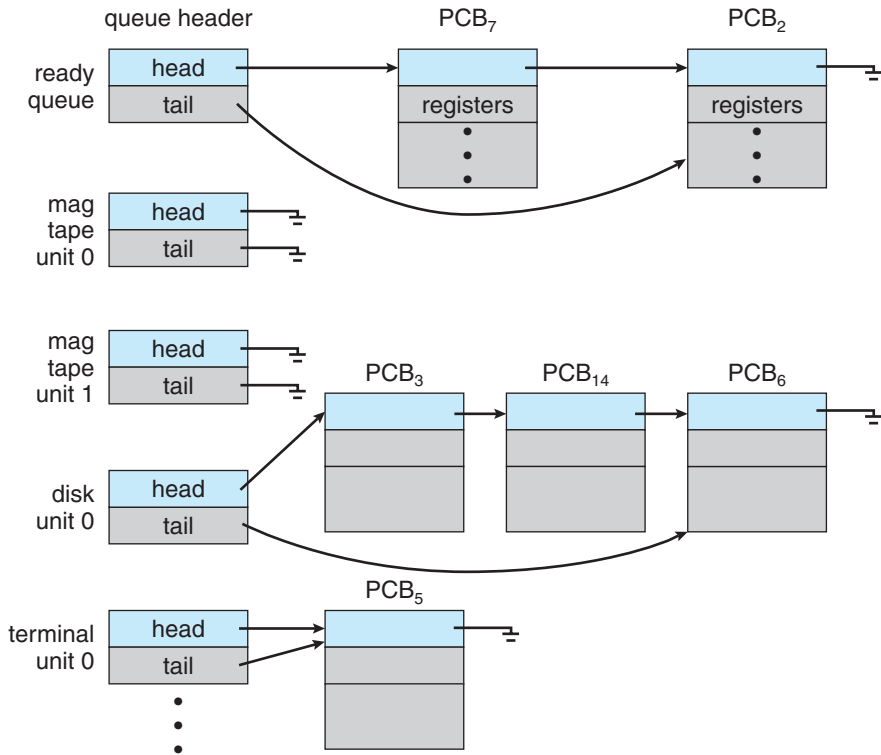 queue header
PCB7
PCB2
ready
queue
head
tail
registers
registers
mag
tape
unit 0
head
tail
mag
tape
unit 1
head
tail
PCB3
PCB14
PCB6
disk
unit 0
head
tail
PCB5
terminal
unit 0
head
tail